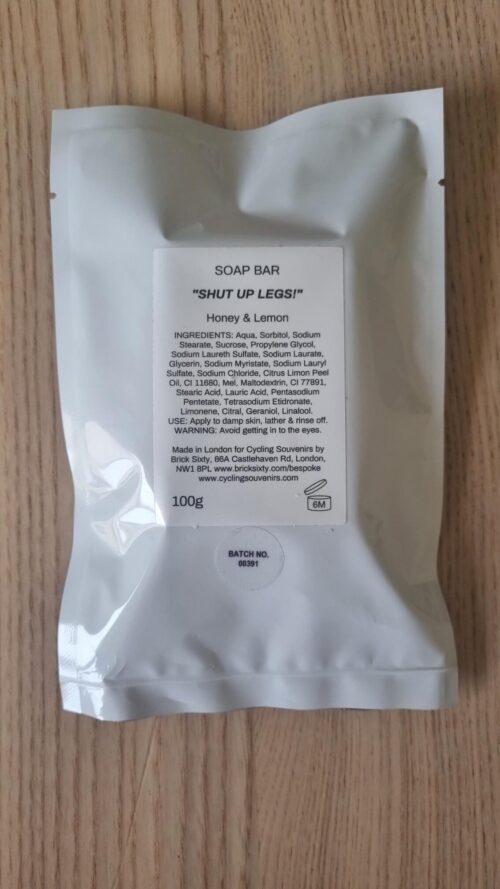 SOAP BAR
"SHUT UP LEGS!"
Honey & Lemon
INGREDIENTS: Aqua, Sorbitol, Sodium
Stearate, Sucrose, Propylene Glycol,
Sodium Laureth Sulfate, Sodium Laurate,
Glycerin, Sodium Myristate, Sodium Lauryl
Sulfate, Sodium Chloride, Citrus Limon Peel
Oil, CI 11680, Mel, Maltodextrin, CI 77891,
Stearic Acid, Lauric Acid, Pentasodium
Pentetate, Tetrasodium Etidronate,
Limonene, Citral, Geraniol, Linalool.
USE: Apply to damp skin, lather & rinse off.
WARNING: Avoid getting in to the eyes.
Made in London for Cycling Souvenirs by
Brick Sixty, 86A Castlehaven Rd, London,
NW1 8PL www.bricksixty.com/bespoke
www.cyclingsouvenirs.com
100g
6M
BATCH NO.
00391